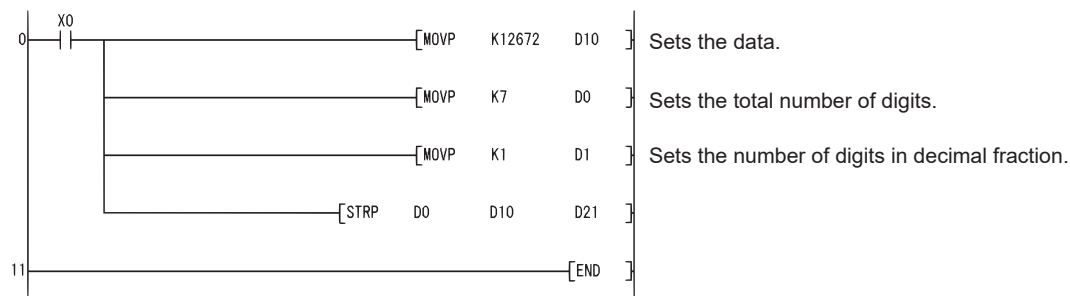 X0
0 [MOVP K12672 D10 ] Sets the data.
[MOVP K7 D0 ] Sets the total number of digits.
[MOVP K1 D1 ] Sets the number of digits in decimal fraction.
[STRP D0 D10 D21 ]
11 [END ]